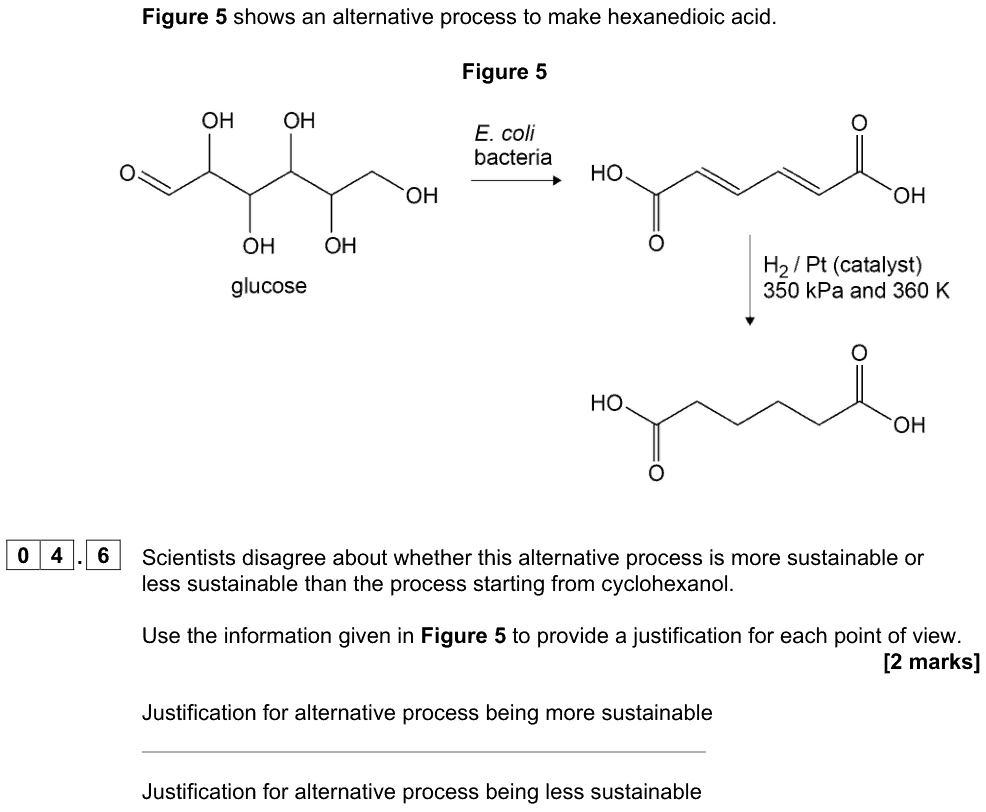 Figure 5 shows an alternative process to make hexanedioic acid.
Figure 5
OH OH
O
OH
OH OH
glucose
E. coli
bacteria
O
HO
OH
O
H2 / Pt (catalyst)
350 kPa and 360 K
O
HO
OH
O
0 4 . 6 Scientists disagree about whether this alternative process is more sustainable or
less sustainable than the process starting from cyclohexanol.
Use the information given in Figure 5 to provide a justification for each point of view.
[2 marks]
Justification for alternative process being more sustainable
Justification for alternative process being less sustainable